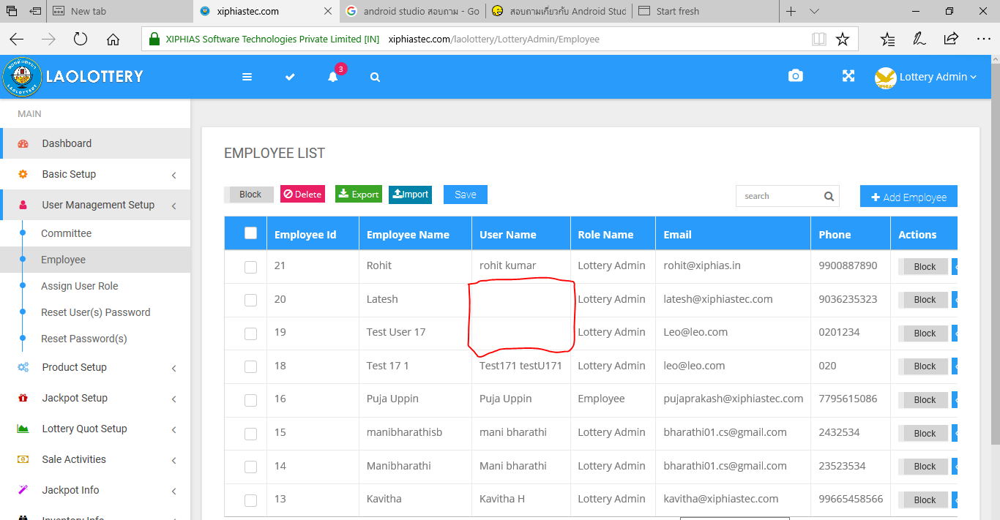 New tab
xiphiastec.com
android studio สอบถาม - Go
สอบถามเกี่ยวกับ Android Stud
Start fresh
XIPHIAS Software Technologies Private Limited [IN] xiphiastec.com/laolottery/LotteryAdmin/Employee
LAOLOTTERY
3
Lottery Admin
MAIN
Dashboard
Basic Setup
User Management Setup
Committee
Employee
Assign User Role
Reset User(s) Password
Reset Password(s)
Product Setup
Jackpot Setup
Lottery Quot Setup
Sale Activities
Jackpot Info
Inventory Info
EMPLOYEE LIST
Block Delete Export Import Save search Add Employee
Employee Id Employee Name User Name Role Name Email Phone Actions
21 Rohit rohit kumar Lottery Admin rohit@xiphias.in 9900887890 Block
20 Latesh Lottery Admin latesh@xiphiastec.com 9036235323 Block
19 Test User 17 Lottery Admin Leo@leo.com 0201234 Block
18 Test 17 1 Test171 testU171 Lottery Admin leo@leo.com 020 Block
16 Puja Uppin Puja Uppin Employee pujaprakash@xiphiastec.com 7795615086 Block
15 manibharathisb mani bharathi Lottery Admin bharathi01.cs@gmail.com 2432534 Block
14 Manibharathi Mani bharathi Lottery Admin bharathi01.cs@gmail.com 23523534 Block
13 Kavitha Kavitha H Lottery Admin kavitha@xiphiastec.com 99665458566 Block